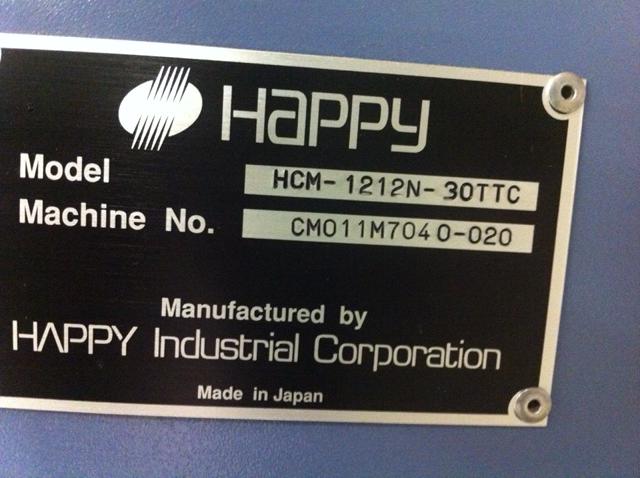 HAPPY
Model HCM-1212N-30TTC
Machine No. CM011M7040-020
Manufactured by
HAPPY Industrial Corporation
Made in Japan